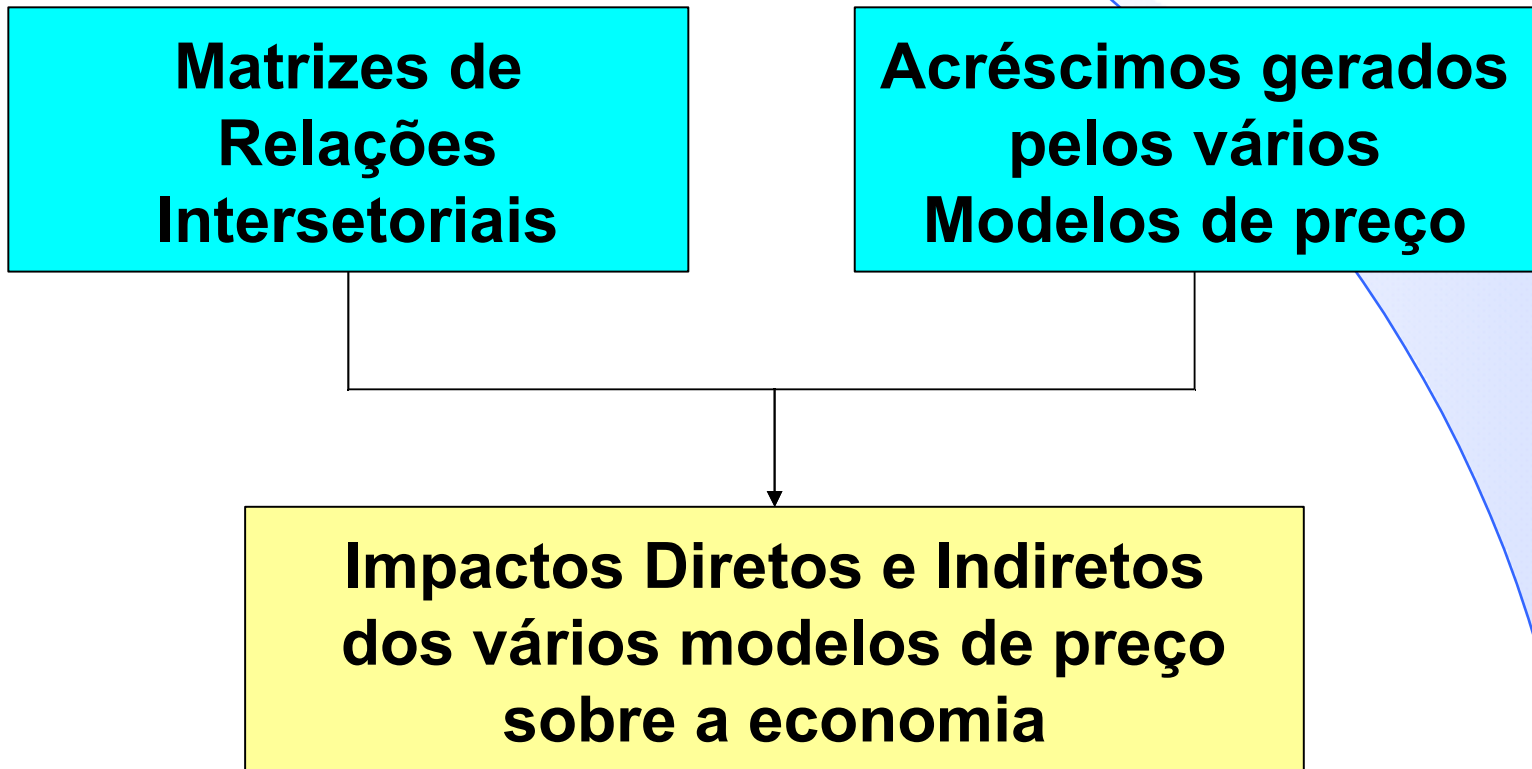 Matrizes de
Relações
Intersetoriais
Acréscimos gerados
pelos vários
Modelos de preço
Impactos Diretos e Indiretos
dos vários modelos de preço
sobre a economia